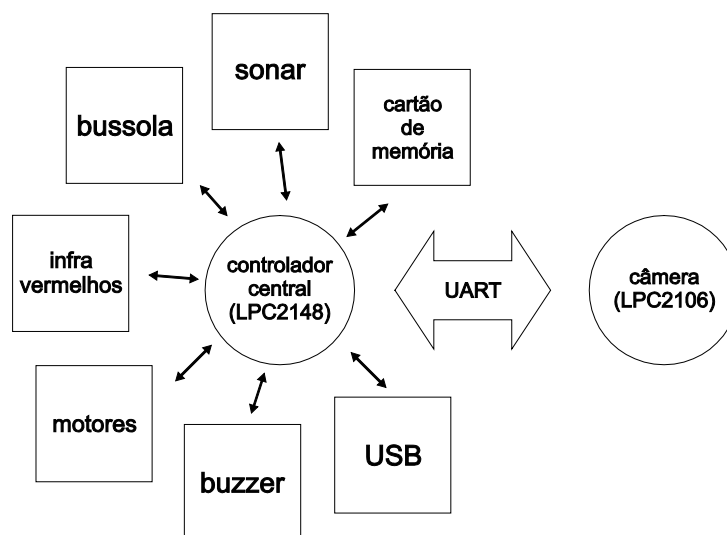 sonar
bussola
cartão
de
memória
infra
vermelhos
controlador
central
(LPC2148)
UART
câmera
(LPC2106)
motores
buzzer
USB